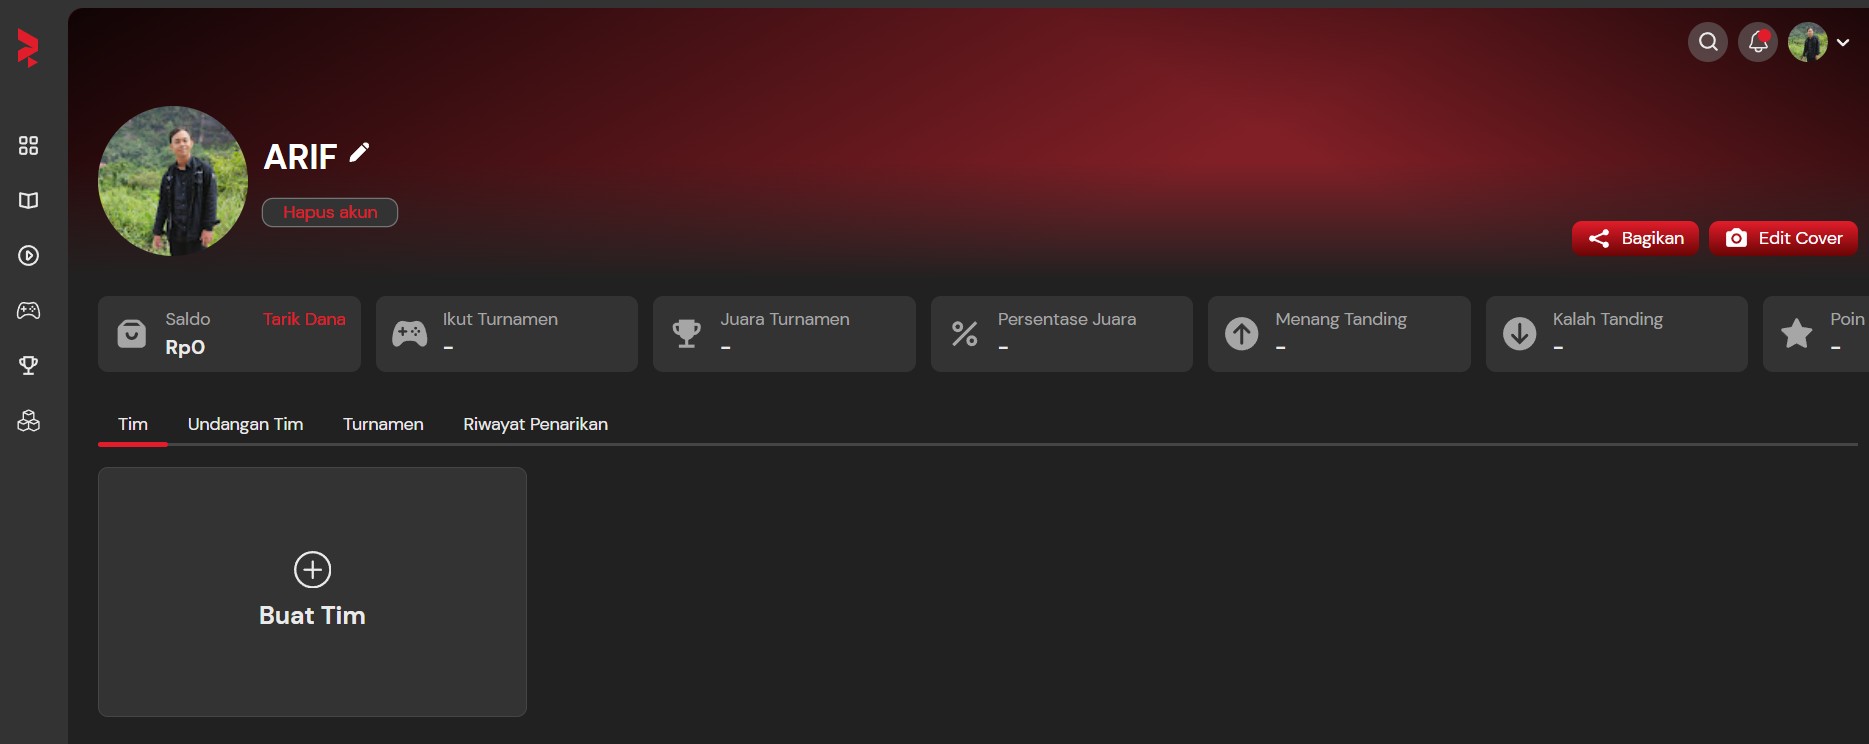 ARIF
Hapus akun
Bagikan
Edit Cover
Saldo
Tarik Dana
Rp0
Ikut Turnamen
-
Juara Turnamen
-
Persentase Juara
-
Menang Tanding
-
Kalah Tanding
-
Poin
-
Tim
Undangan Tim
Turnamen
Riwayat Penarikan
Buat Tim